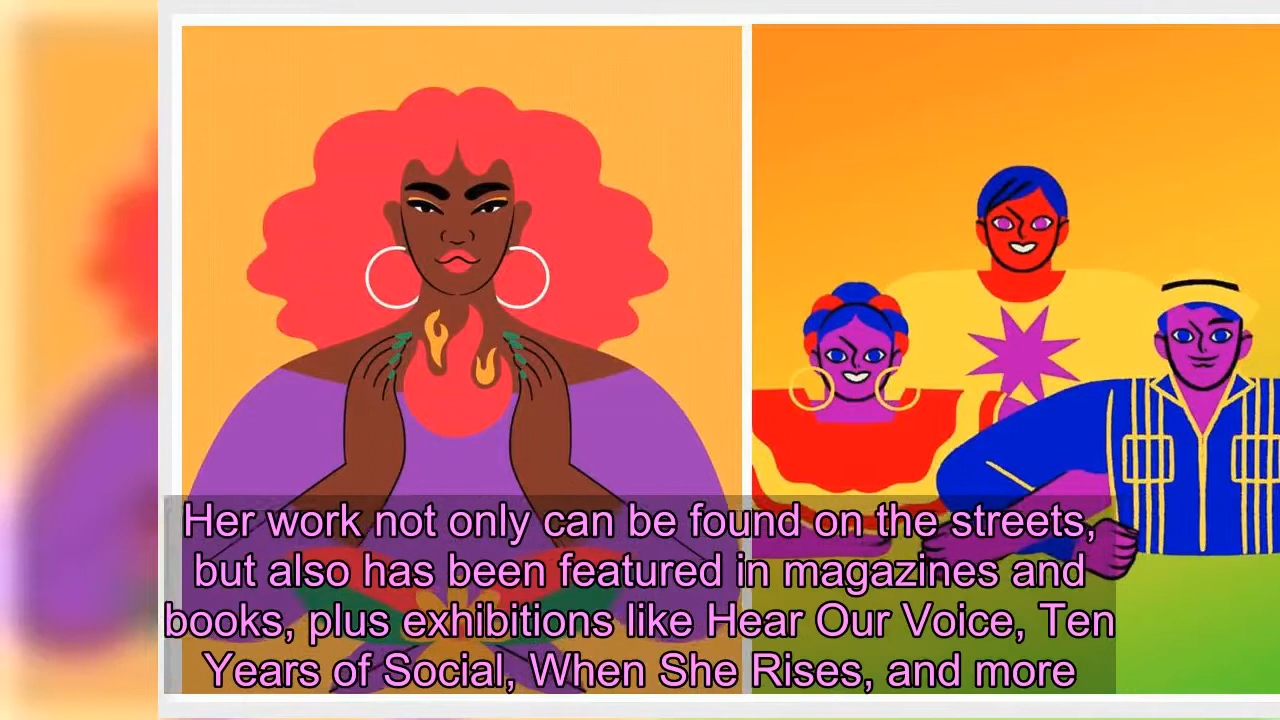 Her work not only can be found on the streets,
but also has been featured in magazines and
books, plus exhibitions like Hear Our Voice, Ten
Years of Social, When She Rises, and more